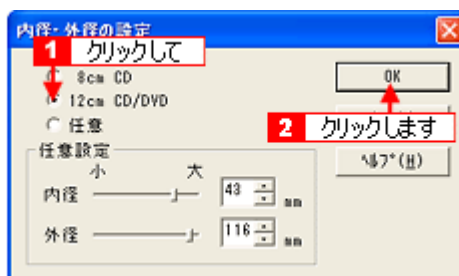 内径・外径の設定
1 クリックして
8cm CD
12cm CD/DVD
任意
OK
2 クリックします
ﾍﾙﾌﾟ(H)
任意設定
小 大
内径 43 mm
外径 116 mm